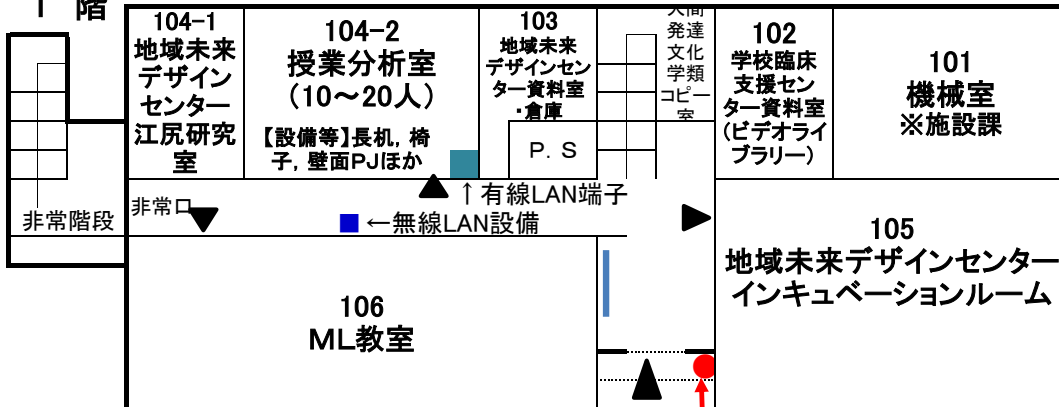 1 階
104-1
地域未来
デザイン
センター
江尻研究
室
104-2
授業分析室
（10～20人）
【設備等】長机，椅
子，壁面PJほか
103
地域未来
デザインセン
ター資料室
・倉庫
P．S
人間
発達
文化
学類
コピー
室
102
学校臨床
支援セン
ター資料室
（ビデオライ
ブラリー）
101
機械室
※施設課
↑有線LAN端子
非常口
非常階段
←無線LAN設備
105
地域未来デザインセンター
インキュベーションルーム
106
ML教室